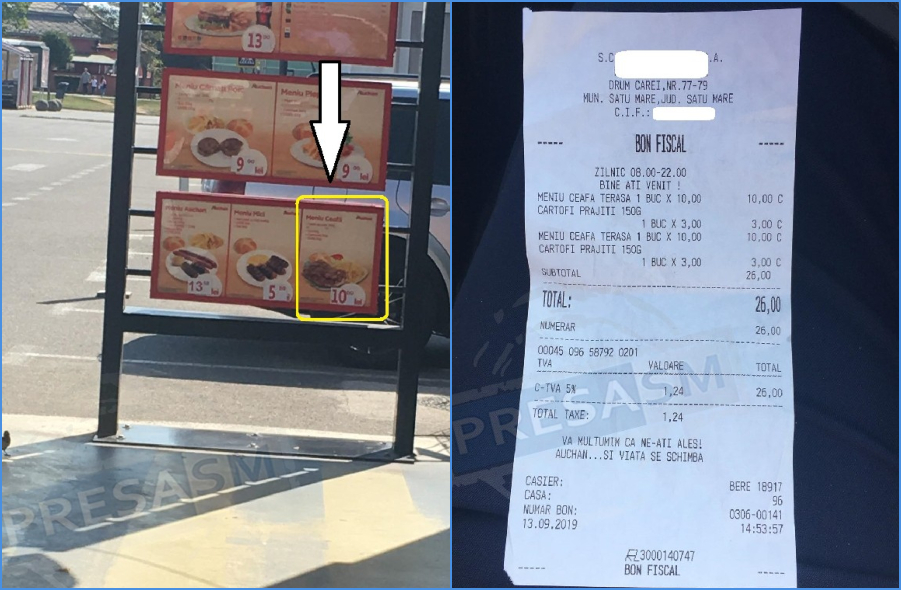 13
Meniu Auchan
9
lei
9
lei
Meniu Auchan
Meniu Mici
Meniu Ceafă
13
5
10
PRESASM
S.C. .A.
DRUM CAREI,NR.77-79
MUN. SATU MARE,JUD. SATU MARE
C.I.F.:
----- BON FISCAL -----
ZILNIC 08.00-22.00
BINE ATI VENIT !
MENIU CEAFA TERASA 1 BUC X 10,00 10,00 C
CARTOFI PRAJITI 150G
1 BUC X 3,00 3,00 C
MENIU CEAFA TERASA 1 BUC X 10,00 10,00 C
CARTOFI PRAJITI 150G
1 BUC X 3,00 3,00 C
SUBTOTAL 26,00
TOTAL: 26,00
NUMERAR 26,00
00045 096 58792 0201
TVA VALOARE TOTAL
C-TVA 5% 1,24 26,00
TOTAL TAXE: 1,24
VA MULTUMIM CA NE-ATI ALES!
AUCHAN...SI VIATA SE SCHIMBA
CASIER: BERE 18917
CASA: 96
NUMAR BON: 0306-00141
13.09.2019 14:53:57
3000140747
----- BON FISCAL -----
PRESASM